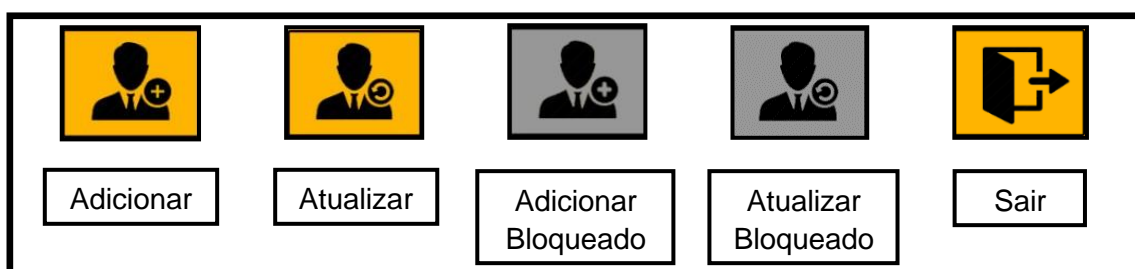 Adicionar
Atualizar
Adicionar
Bloqueado
Atualizar
Bloqueado
Sair